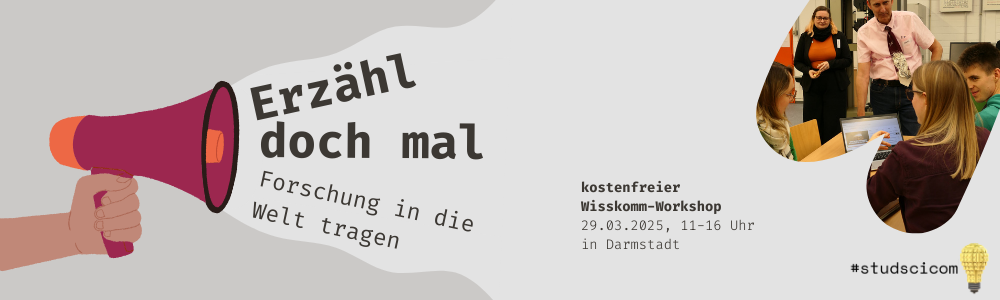 Erzähl
doch mal
Forschung in die
Welt tragen
kostenfreier
Wisskomm-Workshop
29.03.2025, 11-16 Uhr
in Darmstadt
#studscicom